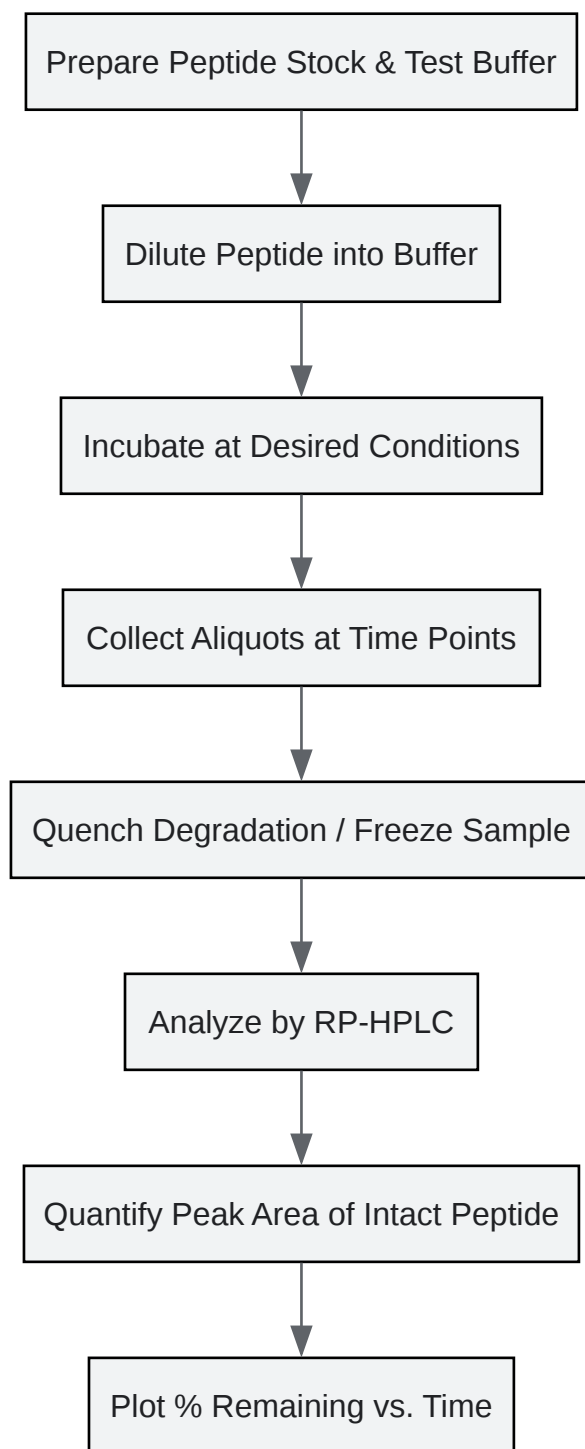 Prepare Peptide Stock & Test Buffer
Dilute Peptide into Buffer
Incubate at Desired Conditions
Collect Aliquots at Time Points
Quench Degradation / Freeze Sample
Analyze by RP-HPLC
Quantify Peak Area of Intact Peptide
Plot % Remaining vs. Time